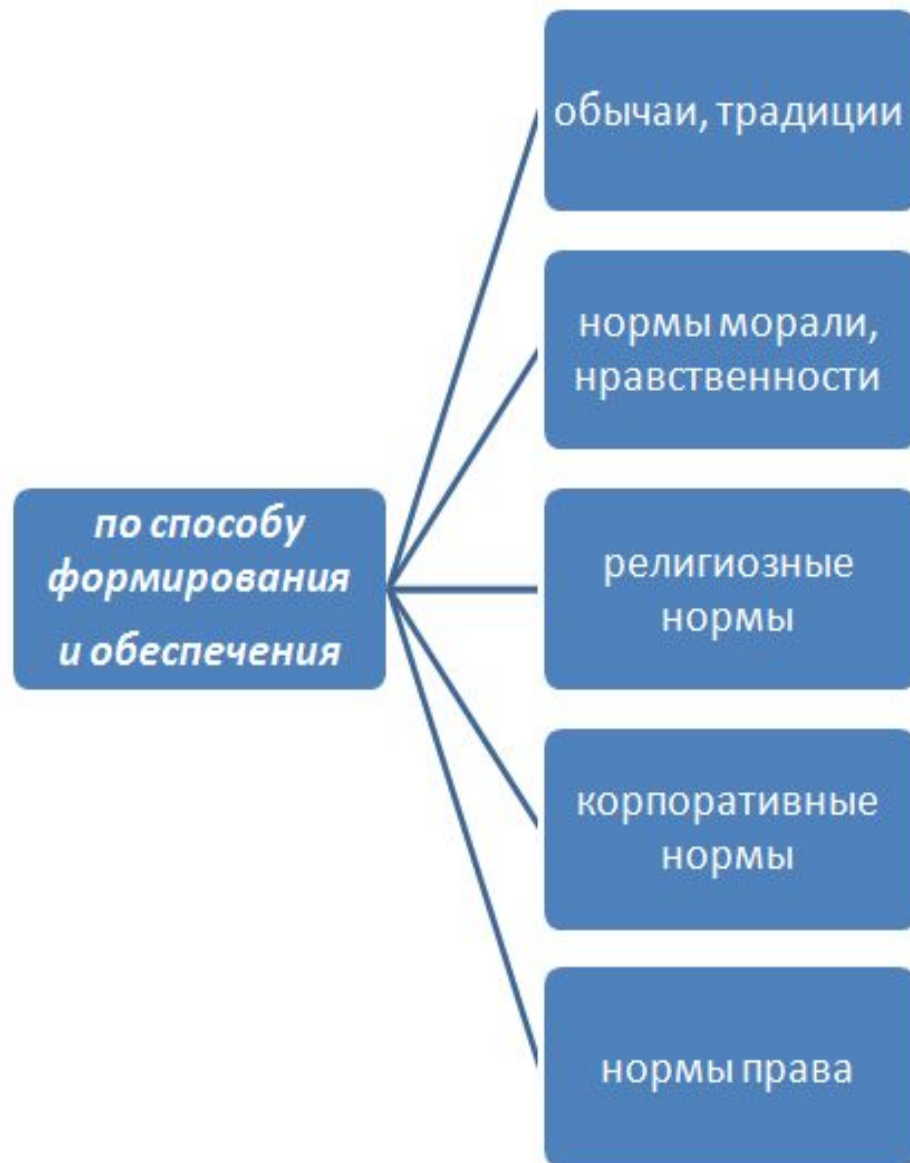 обычаи, традиции
нормы морали,
нравственности
по способу
формирования
и обеспечения
религиозные
нормы
корпоративные
нормы
нормы права